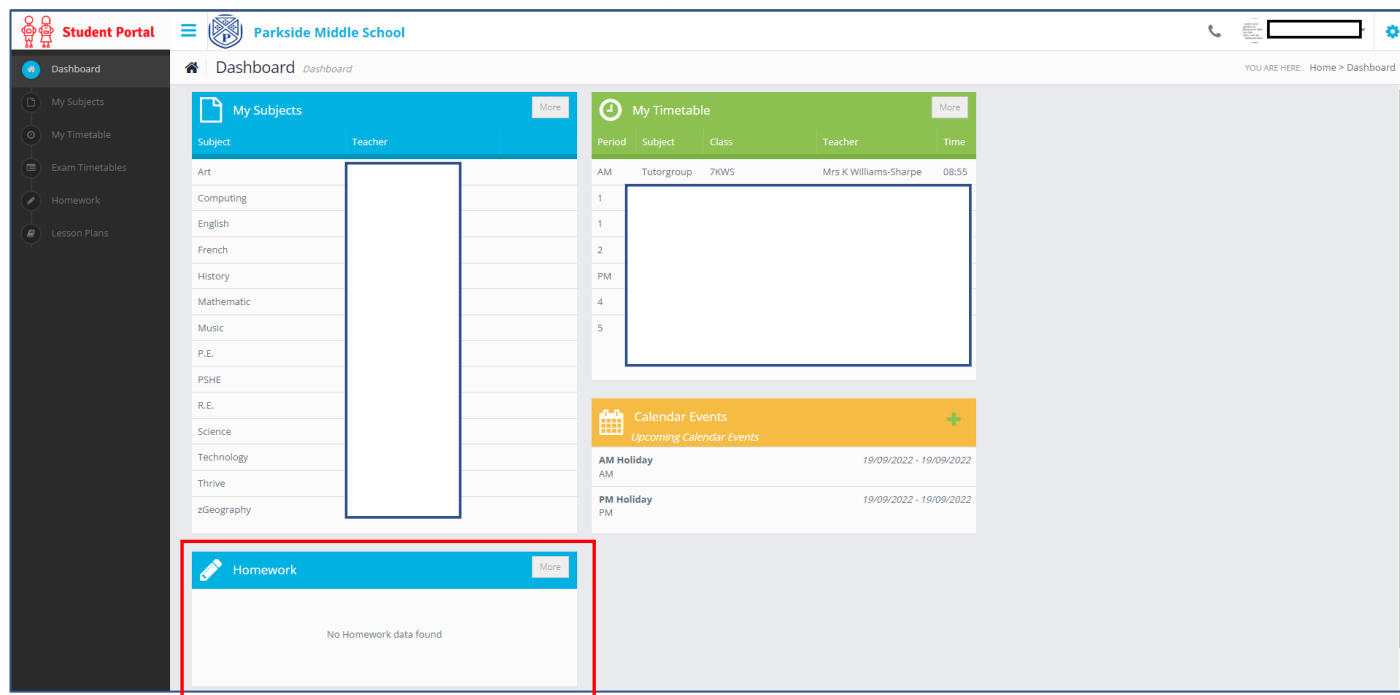 Student Portal
Parkside Middle School
Dashboard
My Subjects
My Timetable
Exam Timetables
Homework
Lesson Plans
Dashboard Dashboard
YOU ARE HERE: Home > Dashboard
My Subjects More
Subject Teacher
Art
Computing
English
French
History
Mathematic
Music
P.E.
PSHE
R.E.
Science
Technology
Thrive
zGeography
My Timetable More
Period Subject Class Teacher Time
AM Tutorgroup 7KWS Mrs K Williams-Sharpe 08:55
1
1
2
PM
4
5
Calendar Events
Upcoming Calendar Events
AM Holiday 19/09/2022 - 19/09/2022
AM
PM Holiday 19/09/2022 - 19/09/2022
PM
Homework More
No Homework data found